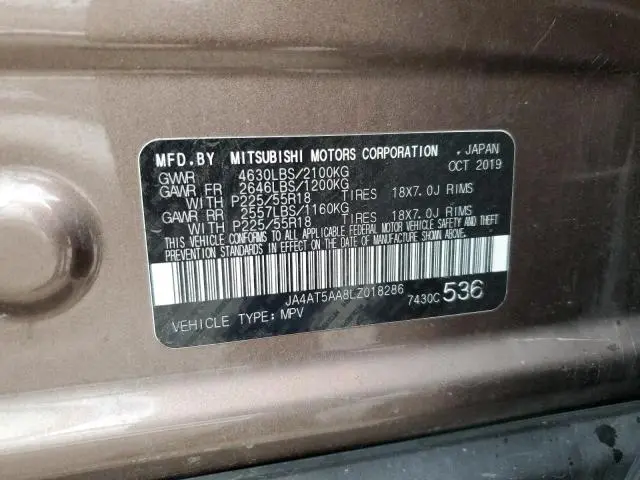 MFD.BY MITSUBISHI MOTORS CORPORATION . JAPAN
GVWR 4630LBS/2100KG OCT 2019
GAWR FR 2646LBS/1200KG
WITH P225/55R18 TIRES 18X7.0J RIMS
GAWR RR 2557LBS/1160KG
WITH P225/55R18 TIRES 18X7.0J RIMS
THIS VEHICLE CONFORMS TO ALL APPLICABLE FEDERAL MOTOR VEHICLE SAFETY AND THEFT
PREVENTION STANDARDS IN EFFECT ON THE DATE OF MANUFACTURE SHOWN ABOVE.
JA4AT5AA8LZ018286 7430C 536
VEHICLE TYPE: MPV